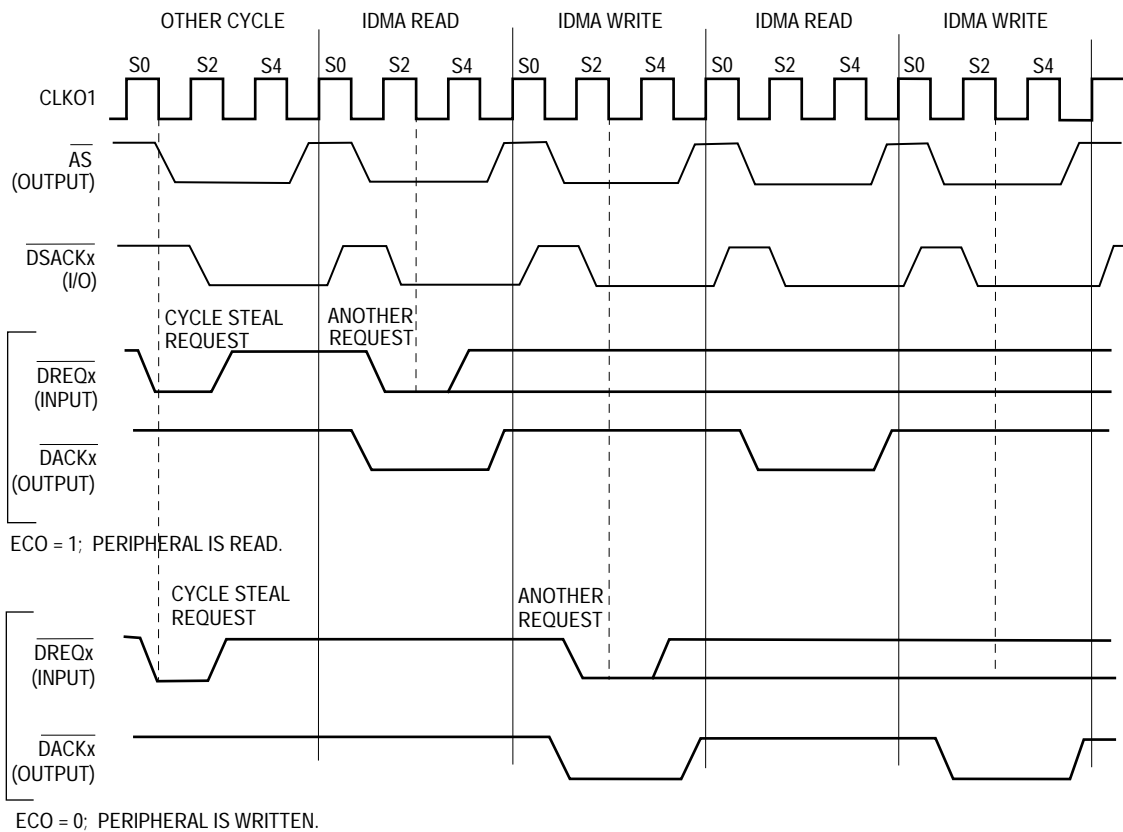 OTHER CYCLE IDMA READ IDMA WRITE IDMA READ IDMA WRITE
S0 S2 S4 S0 S2 S4 S0 S2 S4 S0 S2 S4 S0 S2 S4
CLKO1
AS
(OUTPUT)
DSACKx
(I/O)
CYCLE STEAL
REQUEST
ANOTHER
REQUEST
DREQx
(INPUT)
DACKx
(OUTPUT)
ECO = 1; PERIPHERAL IS READ.
CYCLE STEAL
REQUEST
ANOTHER
REQUEST
DREQx
(INPUT)
DACKx
(OUTPUT)
ECO = 0; PERIPHERAL IS WRITTEN.